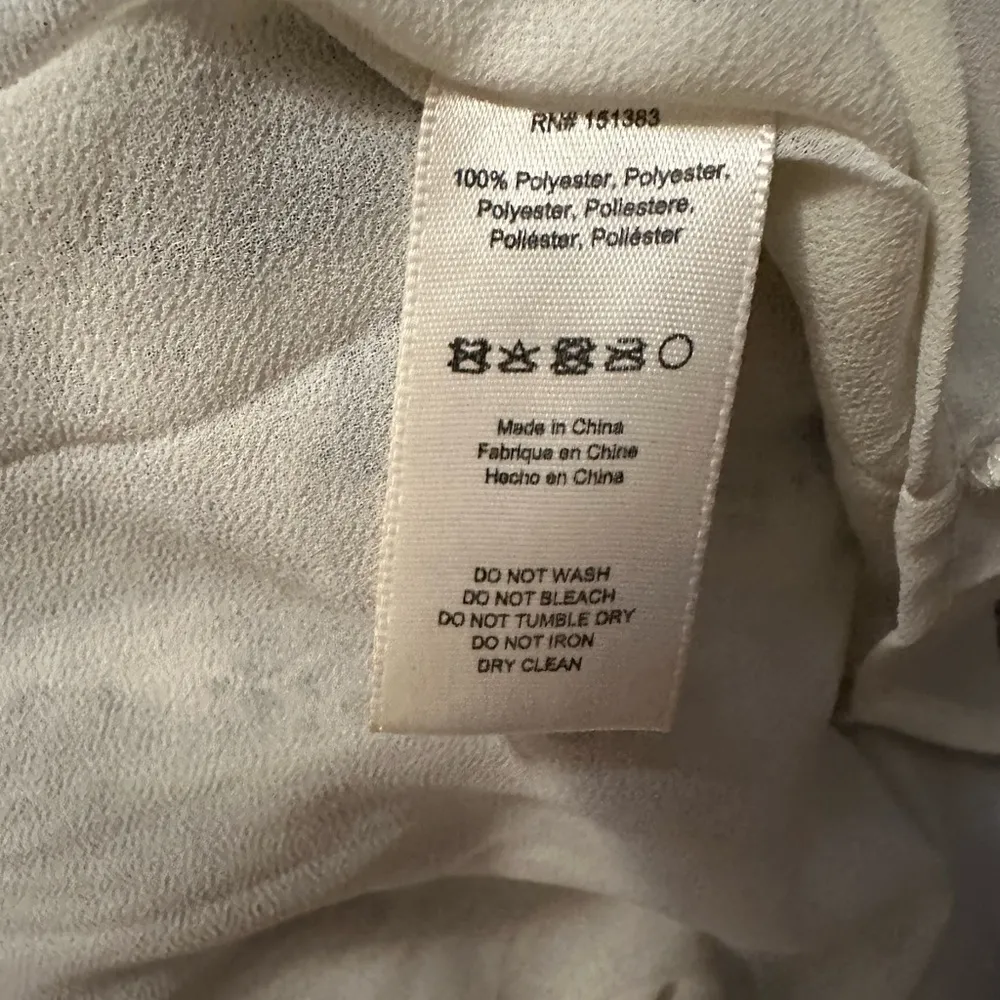 RN# 151383
100% Polyester, Polyester,
Polyester, Poliestere,
Poliéster, Poliéster
Made in China
Fabrique en Chine
Hecho en China
DO NOT WASH
DO NOT BLEACH
DO NOT TUMBLE DRY
DO NOT IRON
DRY CLEAN